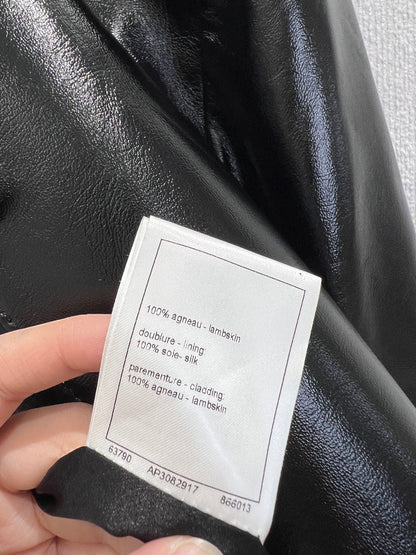 100% agneau - lambskin
doublure - lining:
100% soie- silk
parementure - cladding:
100% agneau - lambskin
63790 AP3082917 866013